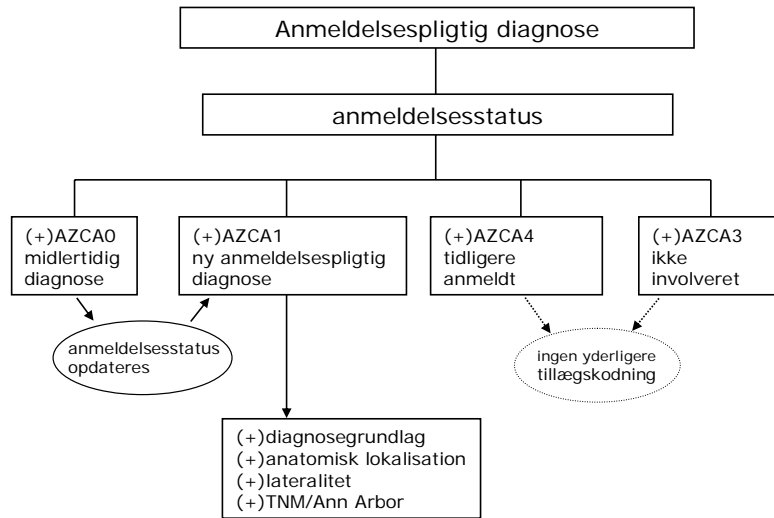 Anmeldelsespligtig diagnose
anmeldelsesstatus
(+)AZCA0
midlertidig
diagnose
(+)AZCA1
ny anmeldelsespligtig
diagnose
(+)AZCA4
tidligere
anmeldt
(+)AZCA3
ikke
involveret
anmeldelsesstatus
opdateres
ingen yderligere
tillægskodning
(+)diagnosegrundlag
(+)anatomisk lokalisation
(+)lateralitet
(+)TNM/Ann Arbor